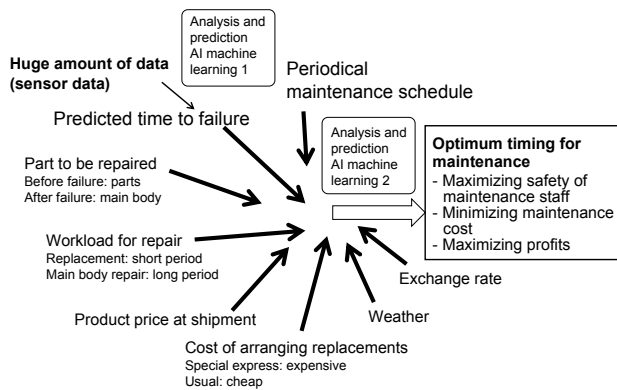 Analysis and
prediction
AI machine
learning 1
Huge amount of data
(sensor data)
Periodical
maintenance schedule
Predicted time to failure
Analysis and
prediction
AI machine
learning 2
Optimum timing for
maintenance
- Maximizing safety of
maintenance staff
- Minimizing maintenance
cost
- Maximizing profits
Part to be repaired
Before failure: parts
After failure: main body
Workload for repair
Replacement: short period
Main body repair: long period
Exchange rate
Product price at shipment
Weather
Cost of arranging replacements
Special express: expensive
Usual: cheap